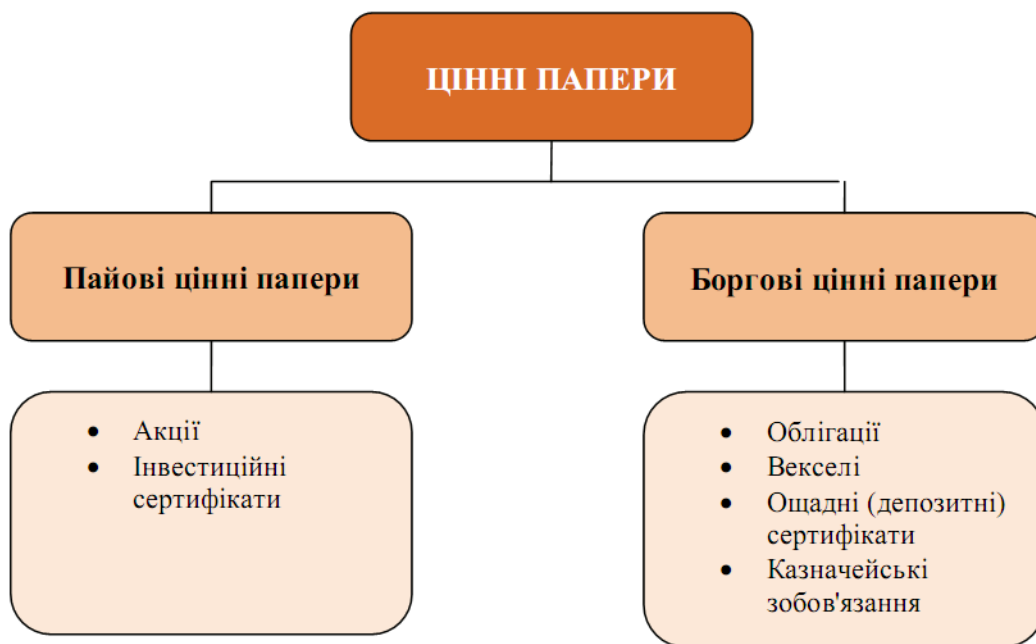 ЦІННІ ПАПЕРИ
Пайові цінні папери
Боргові цінні папери
• Акції
• Інвестиційні
сертифікати
• Облігації
• Векселі
• Ощадні (депозитні)
сертифікати
• Казначейські
зобов'язання